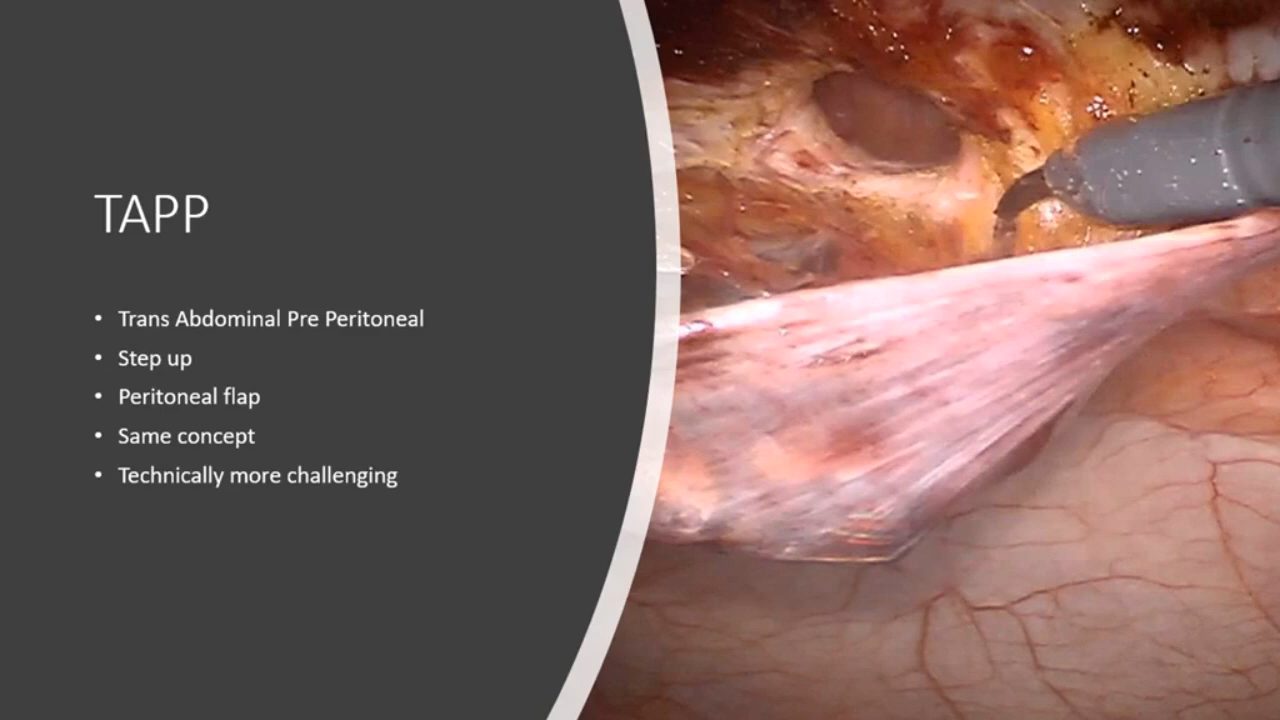 TAPP
• Trans Abdominal Pre Peritoneal
• Step up
• Peritoneal flap
• Same concept
• Technically more challenging